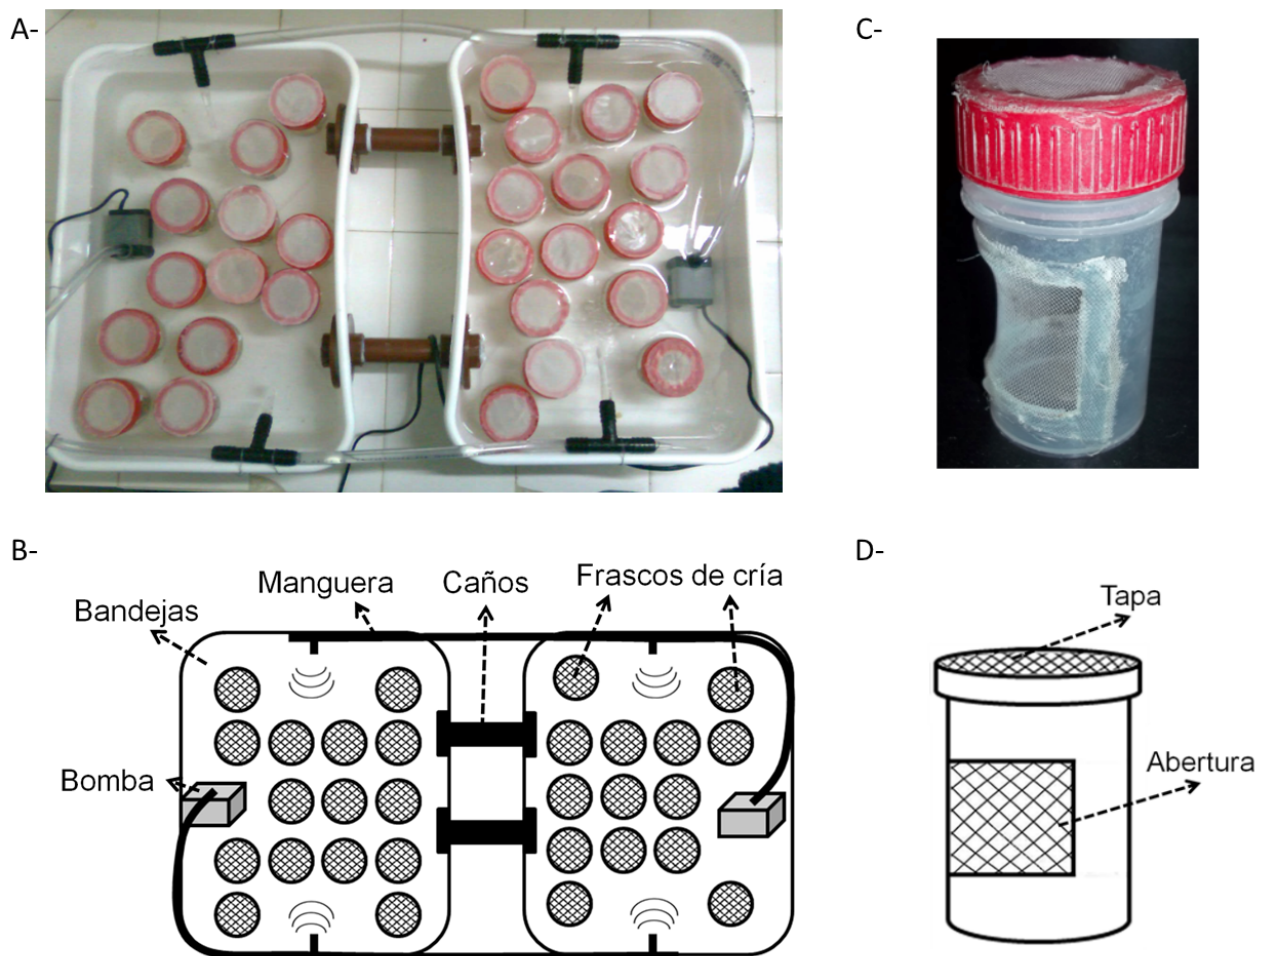 A-
C-
B-
D-
Manguera
Caños
Frascos de cría
Bandejas
Bomba
Tapa
Abertura